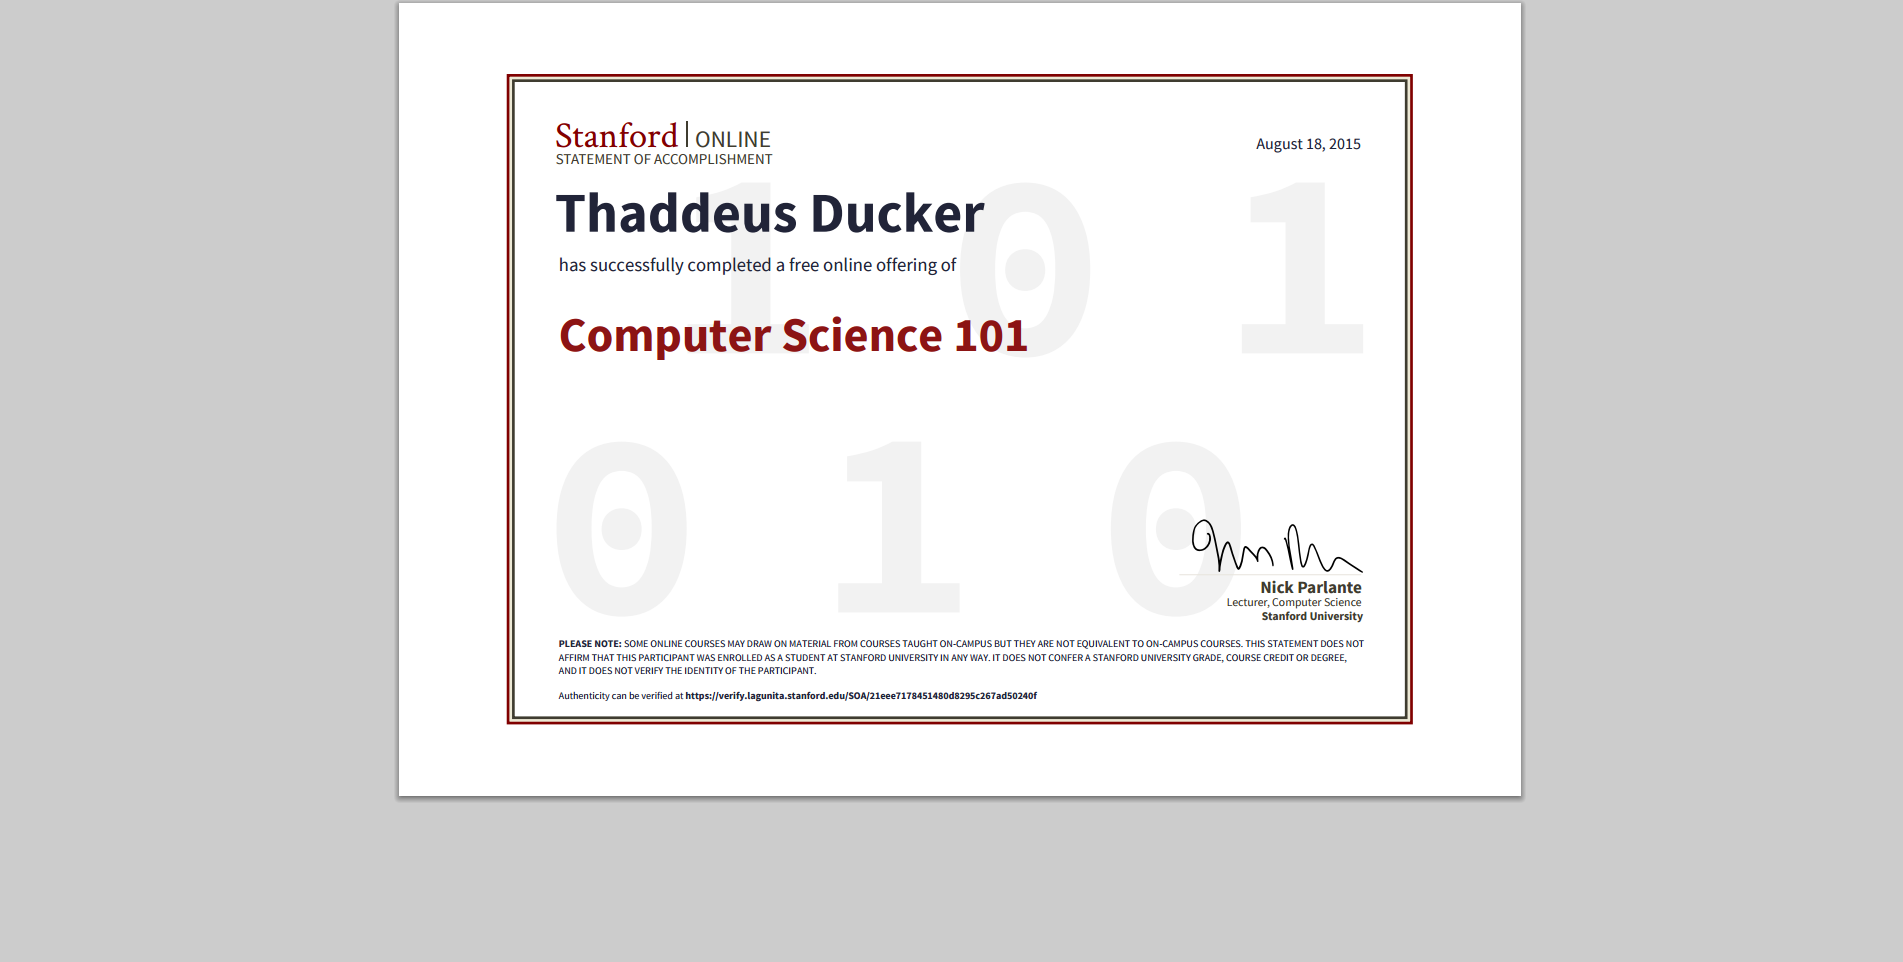 Stanford | ONLINE
STATEMENT OF ACCOMPLISHMENT
August 18, 2015
Thaddeus Ducker
has successfully completed a free online offering of
Computer Science 101
1 0 1
0 1 0
Nick Parlante
Lecturer, Computer Science
Stanford University
PLEASE NOTE: SOME ONLINE COURSES MAY DRAW ON MATERIAL FROM COURSES TAUGHT ON-CAMPUS BUT THEY ARE NOT EQUIVALENT TO ON-CAMPUS COURSES. THIS STATEMENT DOES NOT
AFFIRM THAT THIS PARTICIPANT WAS ENROLLED AS A STUDENT AT STANFORD UNIVERSITY IN ANY WAY. IT DOES NOT CONFER A STANFORD UNIVERSITY GRADE, COURSE CREDIT OR DEGREE,
AND IT DOES NOT VERIFY THE IDENTITY OF THE PARTICIPANT.
Authenticity can be verified at https://verify.lagunita.stanford.edu/SOA/21eee7178451480d8295c267ad50240f